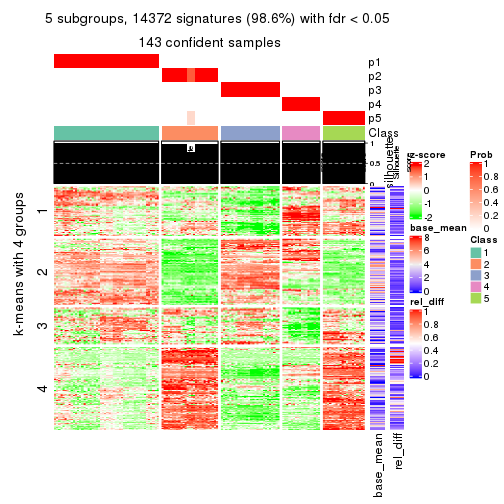 5 subgroups, 14372 signatures (98.6%) with fdr < 0.05
143 confident samples
p1
p2
p3
p4
p5
Class
1
0.5
0
silhouette
Silhouette
score
k-means with 4 groups
1
2
3
4
base_mean
rel_diff
z-score
2
1
0
-1
-2
base_mean
8
6
4
2
0
rel_diff
1
0.8
0.6
0.4
0.2
0
Prob
1
0.8
0.6
0.4
0.2
0
Class
1
2
3
4
5